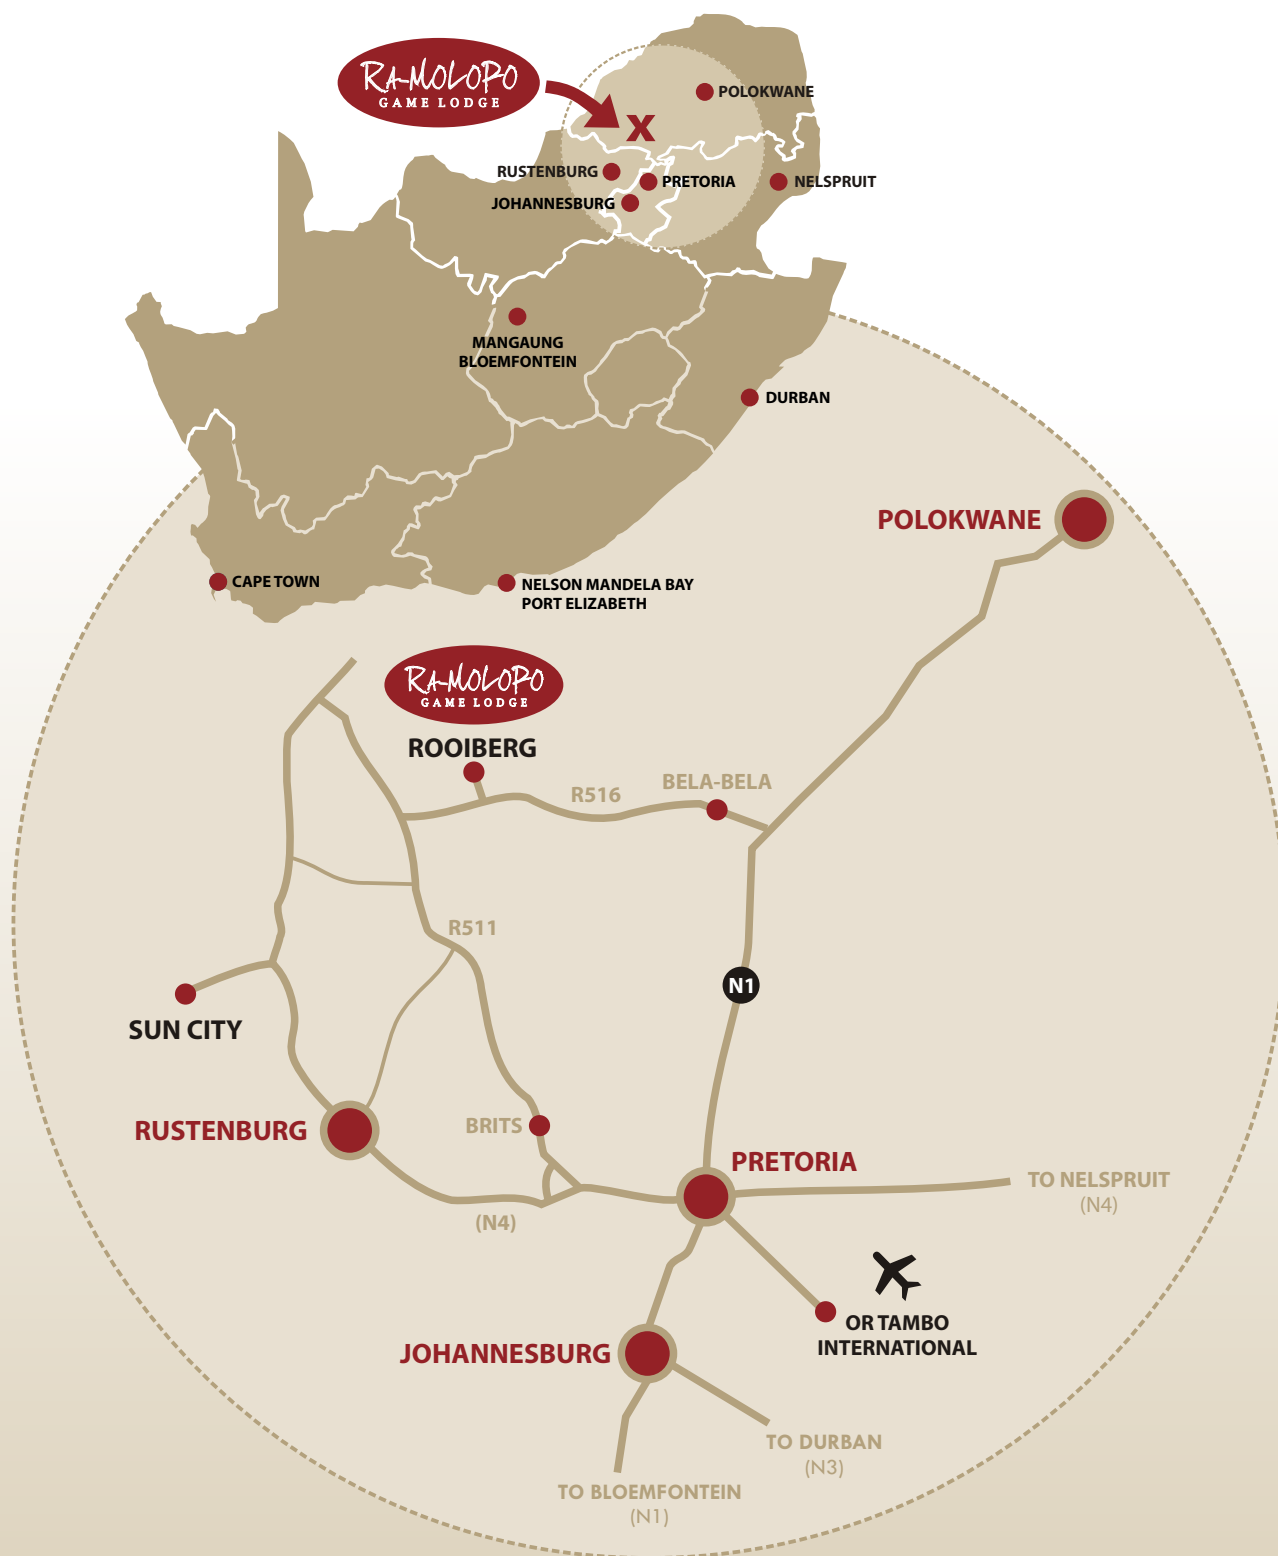 RA-MOLOPO
GAME LODGE
X
POLOKWANE
RUSTENBURG
PRETORIA
NELSPRUIT
JOHANNESBURG
MANGAUNG
BLOEMFONTEIN
DURBAN
CAPE TOWN
NELSON MANDELA BAY
PORT ELIZABETH
POLOKWANE
RA-MOLOPO
GAME LODGE
ROOIBERG
BELA-BELA
R516
R511
N1
SUN CITY
RUSTENBURG
BRITS
PRETORIA
TO NELSPRUIT
(N4)
(N4)
OR TAMBO
INTERNATIONAL
JOHANNESBURG
TO DURBAN
(N3)
TO BLOEMFONTEIN
(N1)